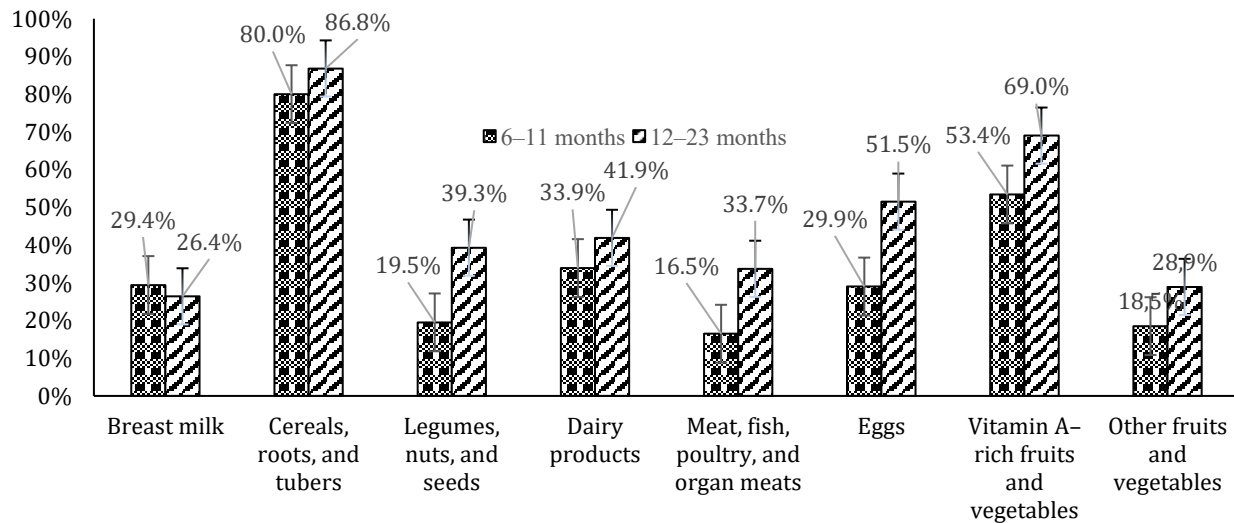 100%
90%
80%
70%
60%
50%
40%
30%
20%
10%
0%
80.0%
86.8%
69.0%
6–11 months
12–23 months
53.4%
51.5%
41.9%
39.3%
33.9%
33.7%
29.4%
26.4%
29.9%
19.5%
16.5%
28,9%
18,5%
Breast milk
Cereals,
roots, and
tubers
Legumes,
nuts, and
seeds
Dairy
products
Meat, fish,
poultry, and
organ meats
Eggs
Vitamin A–
rich fruits
and
vegetables
Other fruits
and
vegetables